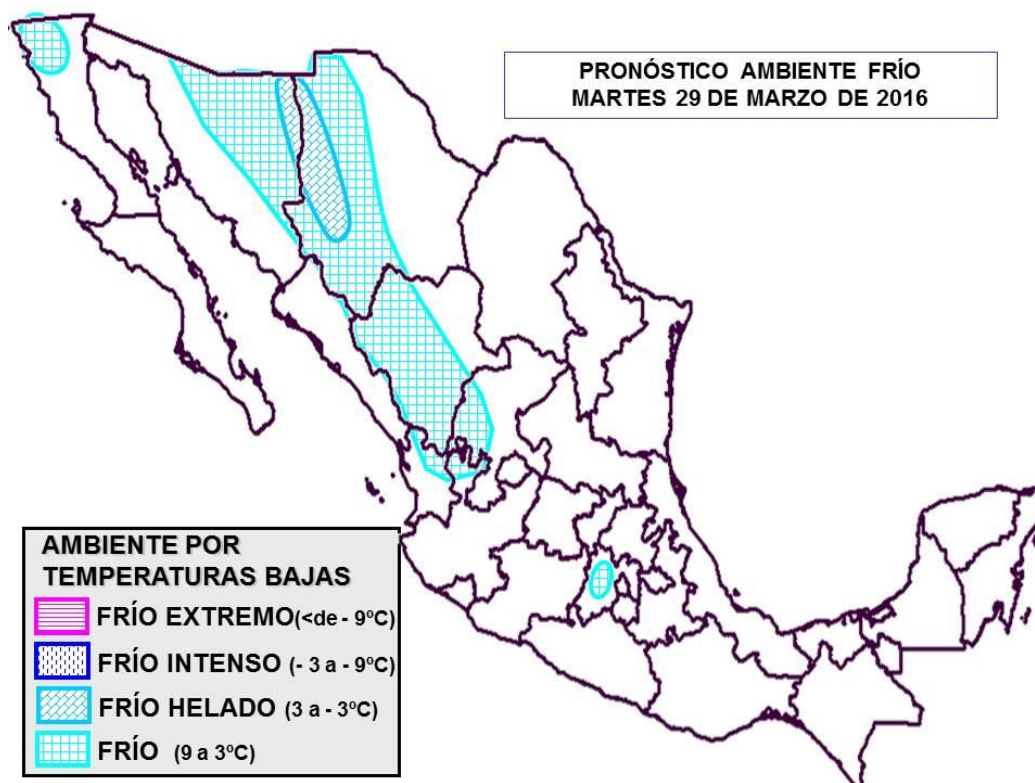 PRONÓSTICO AMBIENTE FRÍO
MARTES 29 DE MARZO DE 2016
AMBIENTE POR
TEMPERATURAS BAJAS
FRÍO EXTREMO(<de - 9ºC)
FRÍO INTENSO (- 3 a - 9ºC)
FRÍO HELADO (3 a - 3ºC)
FRÍO (9 a 3ºC)